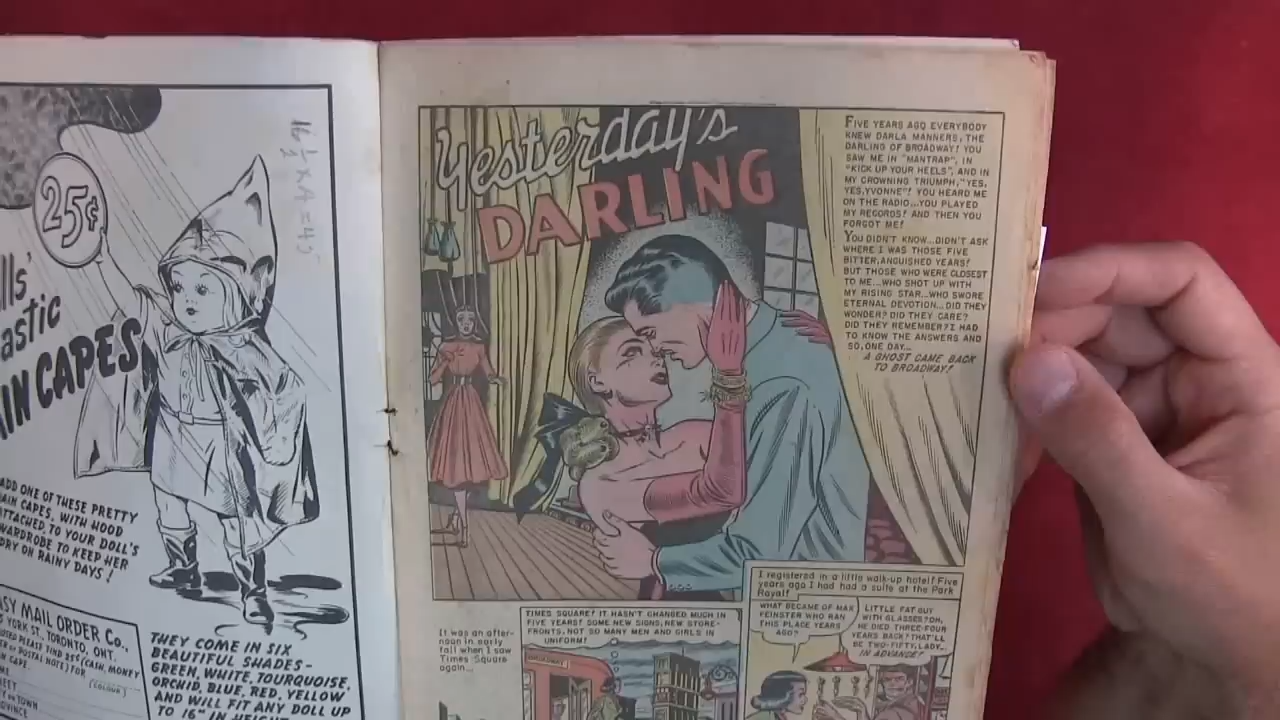 25¢
IN CAPES
ADD ONE OF THESE PRETTY
CAPES, WITH HOOD
ATTACHED TO YOUR DOLL'S
WARDROBE TO KEEP HER
DRY ON RAINY DAYS!
MAIL ORDER Co.,
YORK ST., TORONTO, ONT.
THEY COME IN SIX
BEAUTIFUL SHADES-
GREEN, WHITE, TOURQUOISE,
ORCHID, BLUE, RED, YELLOW
AND WILL FIT ANY DOLL UP
TO 16" IN HEIGHT
Yesterday's
DARLING
FIVE YEARS AGO EVERYBODY
KNEW DARLA MANNERS, THE
DARLING OF BROADWAY! YOU
SAW ME IN "MANTRAP", IN
"KICK UP YOUR HEELS", AND IN
MY CROWNING TRIUMPH, "YES,
YES, YVONNE"! YOU HEARD ME
ON THE RADIO...YOU PLAYED
MY RECORDS! AND THEN YOU
FORGOT ME!
YOU DIDN'T KNOW...DIDN'T ASK
WHERE I WAS THOSE FIVE
BITTER, ANGUISHED YEARS!
BUT THOSE WHO WERE CLOSEST
TO ME...WHO SHOT UP WITH
MY RISING STAR...WHO SWORE
ETERNAL DEVOTION...DID THEY
WONDER? DID THEY CARE?
DID THEY REMEMBER? I HAD
TO KNOW THE ANSWERS AND
SO, ONE DAY...
A GHOST CAME BACK
TO BROADWAY!
It was an after-
noon in early
fall when I saw
Times Square
again...
TIMES SQUARE! IT HASN'T CHANGED MUCH IN
FIVE YEARS! SOME NEW SIGNS, NEW STORE-
FRONTS, NOT SO MANY MEN AND GIRLS IN
UNIFORM!
I registered in a little walk-up hotel! Five
years ago I had had a suite at the Park
Royal!
WHAT BECAME OF MAX
FEINSTER WHO RAN
THIS PLACE YEARS
AGO?
LITTLE FAT GUY
WITH GLASSES? OH,
HE DIED THREE-FOUR
YEARS BACK! THAT'LL
BE TWO-FIFTY, LADY...
IN ADVANCE!